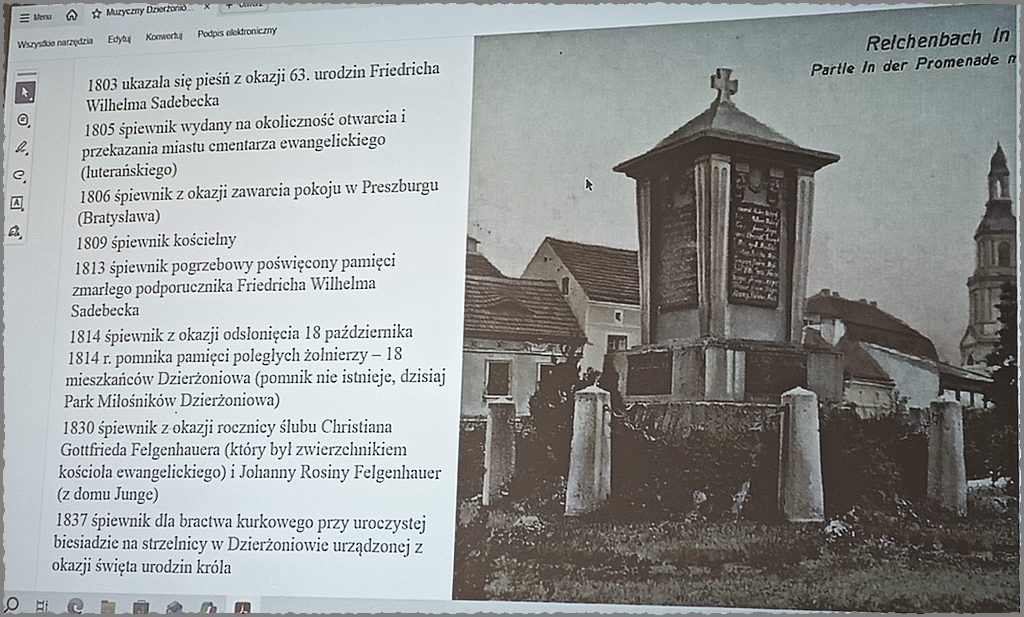 Menu
Muzyczny Dzierżonio...
Wszystkie narzędzia Edytuj Konwertuj Podpis elektroniczny
1803 ukazała się pieśń z okazji 63. urodzin Friedricha
Wilhelma Sadebecka
1805 śpiewnik wydany na okoliczność otwarcia i
przekazania miastu cmentarza ewangelickiego
(luterańskiego)
1806 śpiewnik z okazji zawarcia pokoju w Preszburgu
(Bratysława)
1809 śpiewnik kościelny
1813 śpiewnik pogrzebowy poświęcony pamięci
zmarłego podporucznika Friedricha Wilhelma
Sadebecka
1814 śpiewnik z okazji odsłonięcia 18 października
1814 r. pomnika pamięci poległych żołnierzy – 18
mieszkańców Dzierżoniowa (pomnik nie istnieje, dzisiaj
Park Miłośników Dzierżoniowa)
1830 śpiewnik z okazji rocznicy ślubu Christiana
Gottfrieda Felgenhauera (który był zwierzchnikiem
kościoła ewangelickiego) i Johanny Rosiny Felgenhauer
(z domu Junge)
1837 śpiewnik dla bractwa kurkowego przy uroczystej
biesiadzie na strzelnicy w Dzierżoniowie urządzonej z
okazji święta urodzin króla
Reichenbach in
Partie in der Promenade m